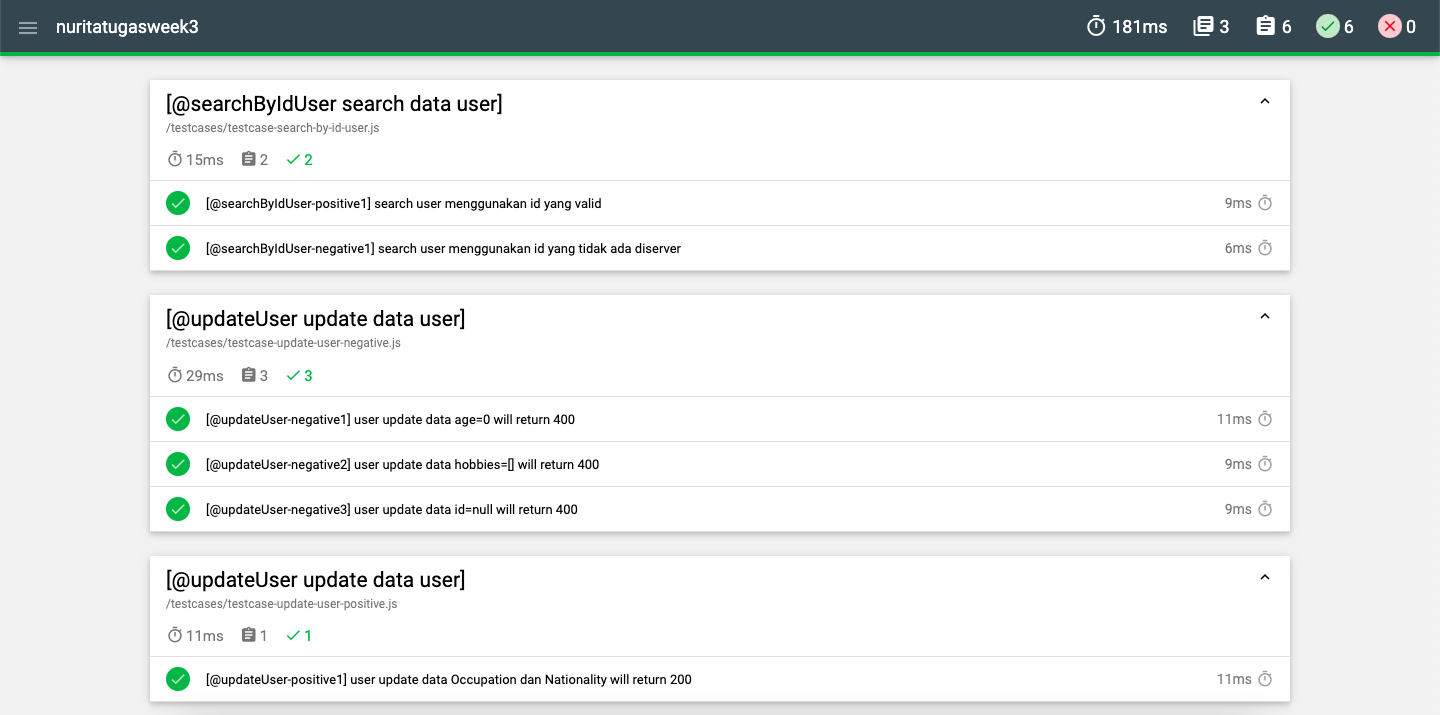 nuritatugasweek3 181ms 3 6 6 0
[@searchByIdUser search data user]
/testcases/testcase-search-by-id-user.js
15ms 2 2
[@searchByIdUser-positive1] search user menggunakan id yang valid 9ms
[@searchByIdUser-negative1] search user menggunakan id yang tidak ada diserver 6ms
[@updateUser update data user]
/testcases/testcase-update-user-negative.js
29ms 3 3
[@updateUser-negative1] user update data age=0 will return 400 11ms
[@updateUser-negative2] user update data hobbies=[] will return 400 9ms
[@updateUser-negative3] user update data id=null will return 400 9ms
[@updateUser update data user]
/testcases/testcase-update-user-positive.js
11ms 1 1
[@updateUser-positive1] user update data Occupation dan Nationality will return 200 11ms